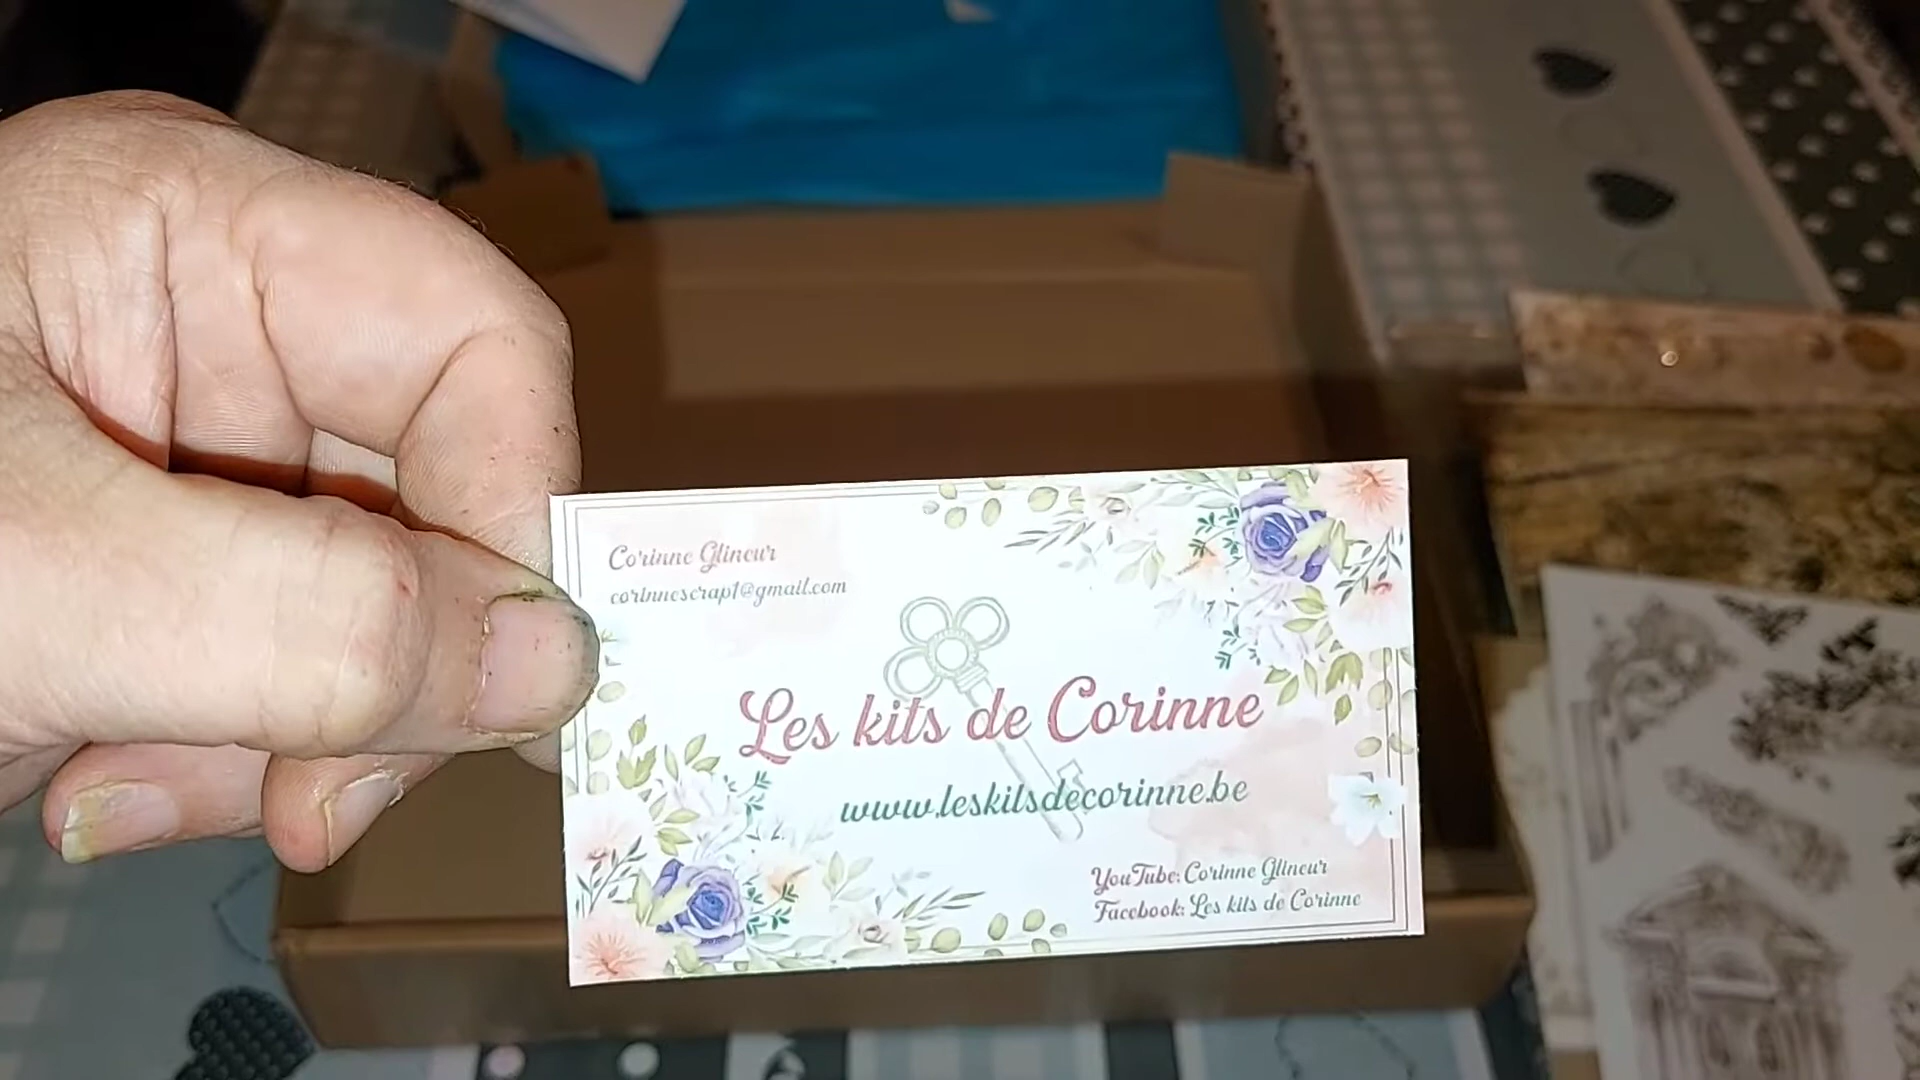 Corinne Glineur
corinnescrap1@gmail.com
Les kits de Corinne
www.leskitsdecorinne.be
YouTube: Corinne Glineur
Facebook: Les kits de Corinne